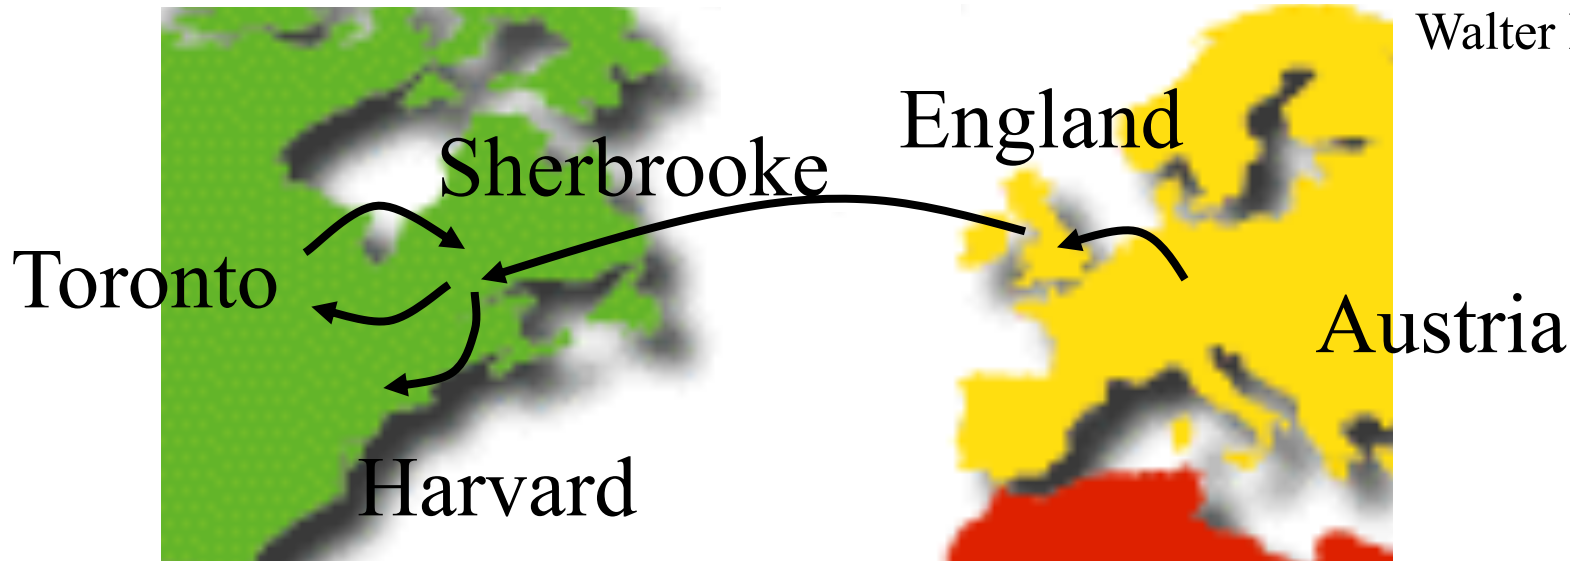 Walter
England
Sherbrooke
Toronto
Austria
Harvard